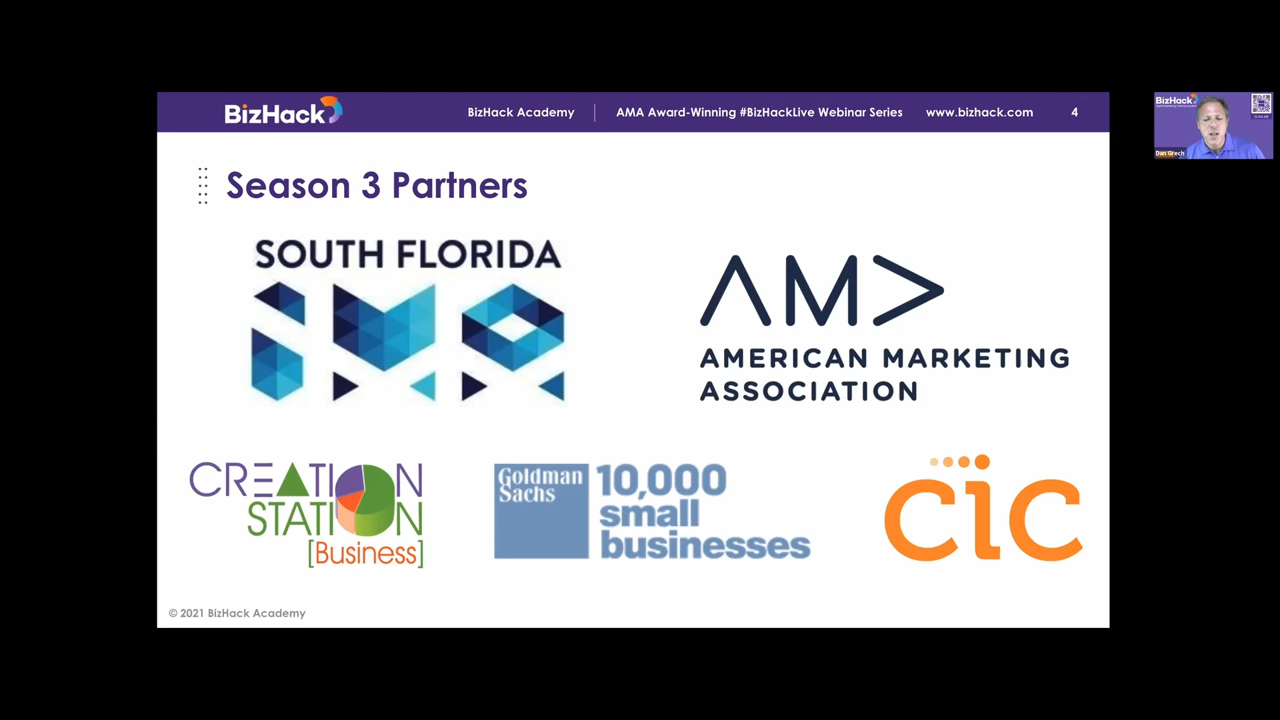 BizHack
BizHack Academy
AMA Award-Winning #BizHackLive Webinar Series
www.bizhack.com
4
Season 3 Partners
SOUTH FLORIDA
IMA
AMA
AMERICAN MARKETING
ASSOCIATION
CREATION
STATION
[Business]
Goldman
Sachs
10,000
small
businesses
cic
© 2021 BizHack Academy
BizHack
Dan Grech